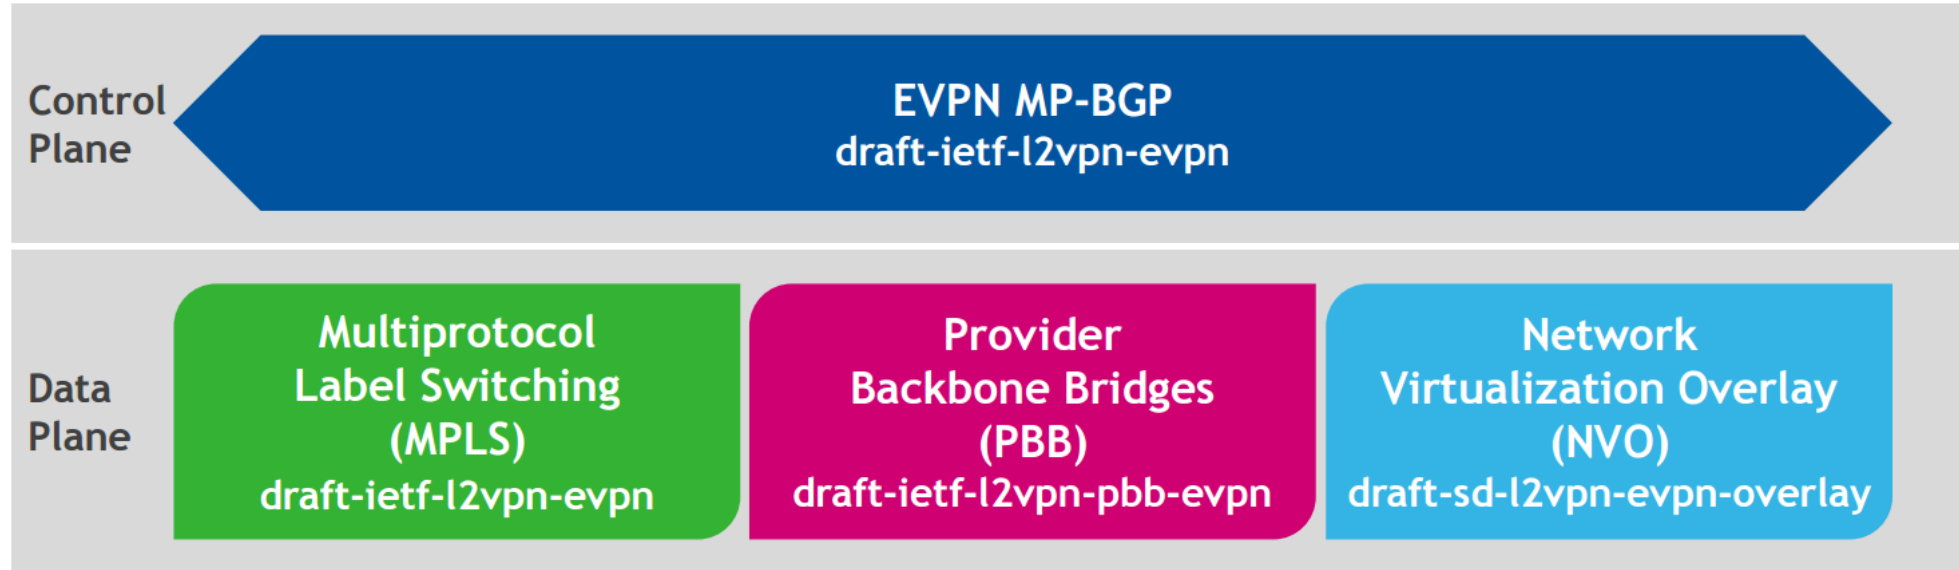 Control
Plane
EVPN MP-BGP
draft-ietf-l2vpn-evpn
Data
Plane
Multiprotocol
Label Switching
(MPLS)
draft-ietf-l2vpn-evpn
Provider
Backbone Bridges
(PBB)
draft-ietf-l2vpn-pbb-evpn
Network
Virtualization Overlay
(NVO)
draft-sd-l2vpn-evpn-overlay